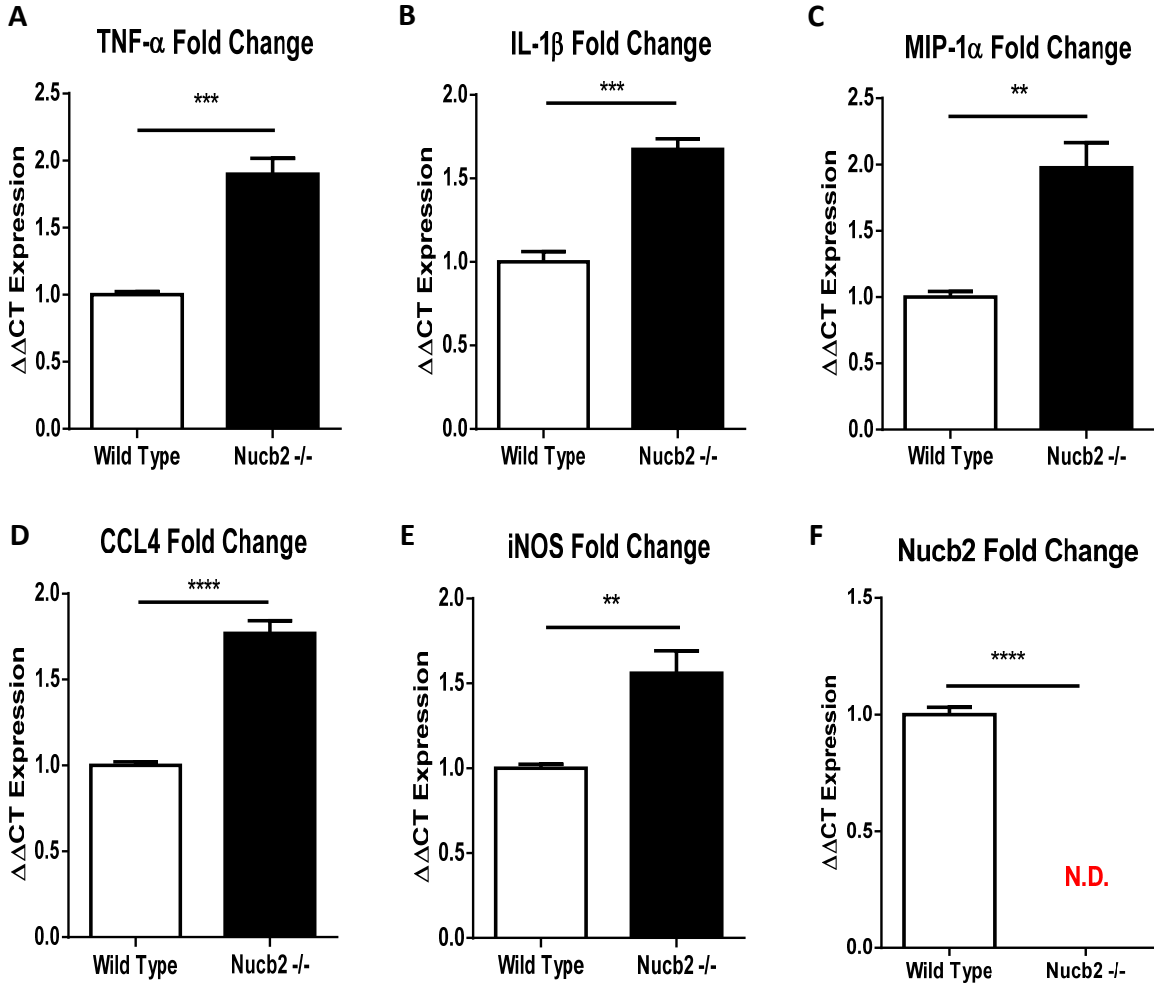 A
TNF-α Fold Change
ΔΔCT Expression
2.5
2.0
1.5
1.0
0.5
0.0
***
Wild Type
Nucb2 -/-
B
IL-1β Fold Change
ΔΔCT Expression
2.0
1.5
1.0
0.5
0.0
***
Wild Type
Nucb2 -/-
C
MIP-1α Fold Change
ΔΔCT Expression
2.5
2.0
1.5
1.0
0.5
0.0
**
Wild Type
Nucb2 -/-
D
CCL4 Fold Change
ΔΔCT Expression
2.0
1.5
1.0
0.5
0.0
****
Wild Type
Nucb2 -/-
E
iNOS Fold Change
ΔΔCT Expression
2.0
1.5
1.0
0.5
0.0
**
Wild Type
Nucb2 -/-
F
Nucb2 Fold Change
ΔΔCT Expression
1.5
1.0
0.5
0.0
****
N.D.
Wild Type
Nucb2 -/-